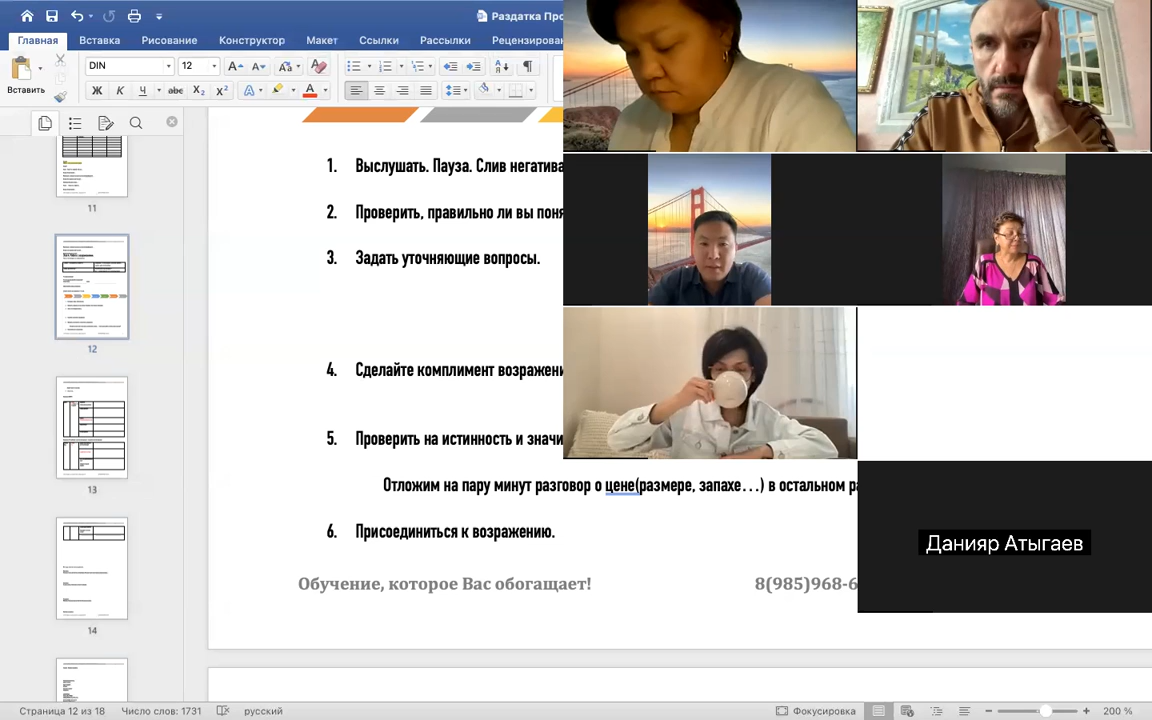 Раздатка Про
Главная Вставка Рисование Конструктор Макет Ссылки Рассылки Рецензирован
Вставить
DIN 12
1. Выслушать. Пауза. Слив негатива
2. Проверить, правильно ли вы поня
3. Задать уточняющие вопросы.
4. Сделайте комплимент возражени
5. Проверить на истинность и значи
Отложим на пару минут разговор о цене(размере, запахе...) в остальном ра
6. Присоединиться к возражению.
Обучение, которое Вас обогащает! 8(985)968-6
Данияр Атыгаев
11
12
13
14
Страница 12 из 18 Число слов: 1731 русский Фокусировка 200 %